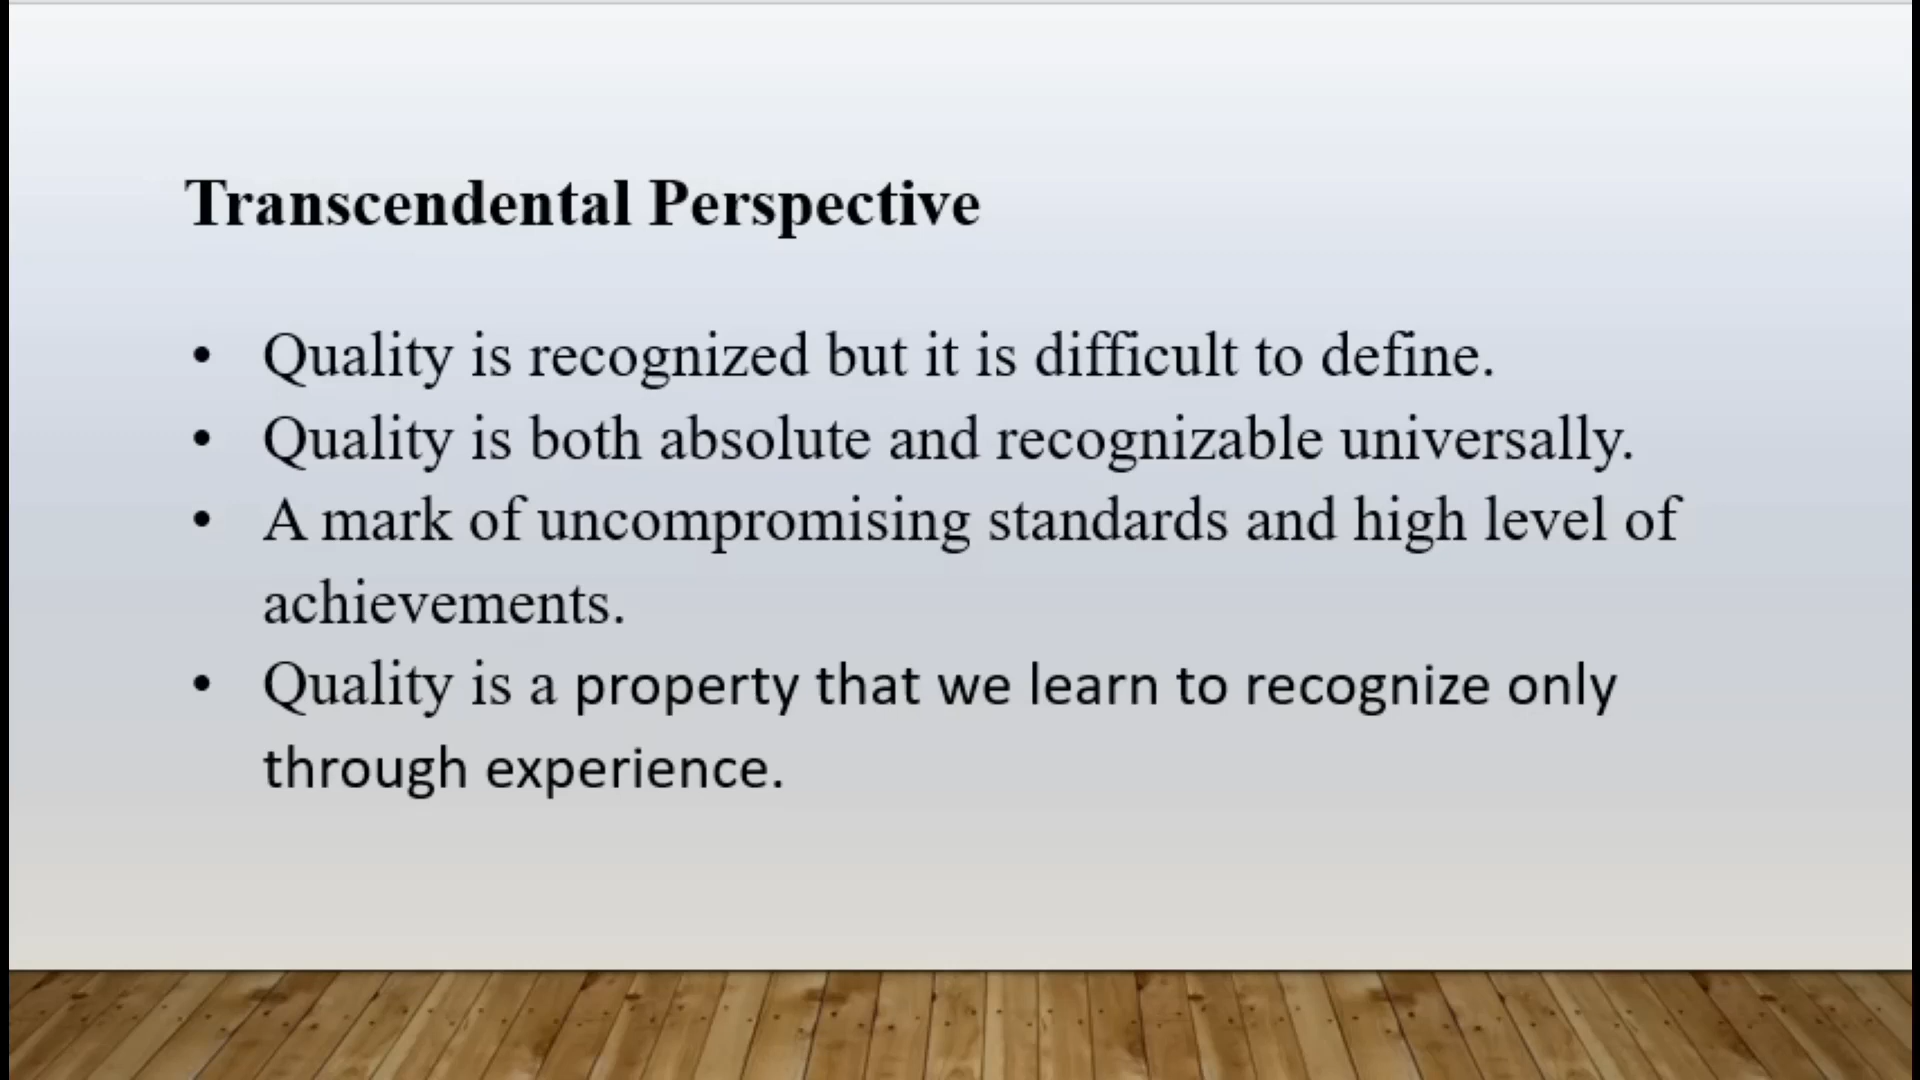 Transcendental Perspective
• Quality is recognized but it is difficult to define.
• Quality is both absolute and recognizable universally.
• A mark of uncompromising standards and high level of
achievements.
• Quality is a property that we learn to recognize only
through experience.